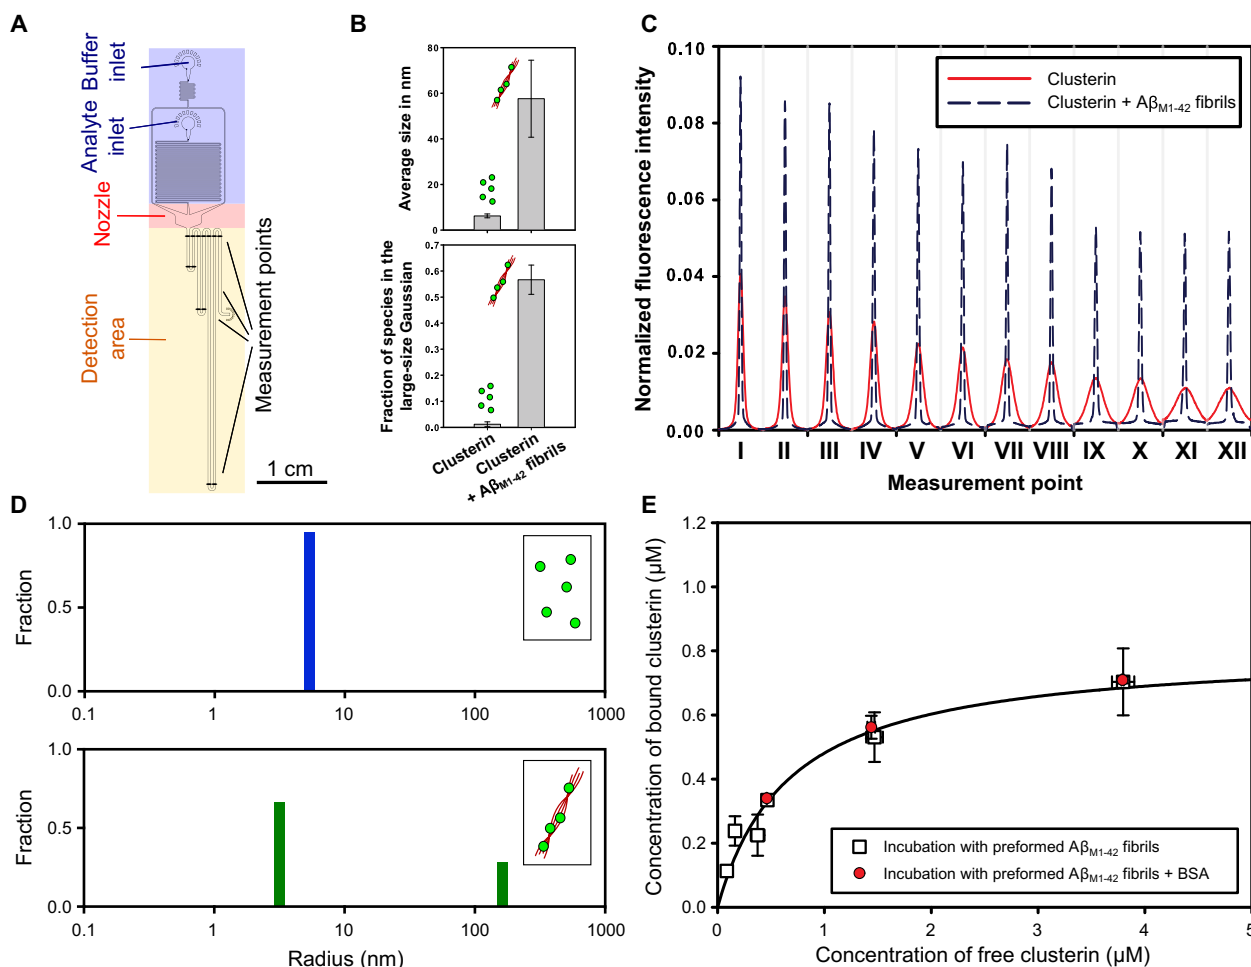 A
Buffer
inlet
Analyte
inlet
Nozzle
Detection
area
Measurement points
1 cm
B
Average size in nm
80
60
40
20
0
Fraction of species in the
large-size Gaussian
0.7
0.6
0.5
0.4
0.3
0.2
0.1
0.0
Clusterin
Clusterin
+ AβM1-42 fibrils
C
Normalized fluorescence intensity
0.10
0.08
0.06
0.04
0.02
0.00
Clusterin
Clusterin + AβM1-42 fibrils
I II III IV V VI VII VIII IX X XI XII
Measurement point
D
Fraction
1.0
0.5
0.0
0.1 1 10 100 1000
Fraction
1.0
0.5
0.0
0.1 1 10 100 1000
Radius (nm)
E
Concentration of bound clusterin (µM)
1.2
1.0
0.8
0.6
0.4
0.2
0.0
Incubation with preformed AβM1-42 fibrils
Incubation with preformed AβM1-42 fibrils + BSA
0 1 2 3 4 5
Concentration of free clusterin (µM)